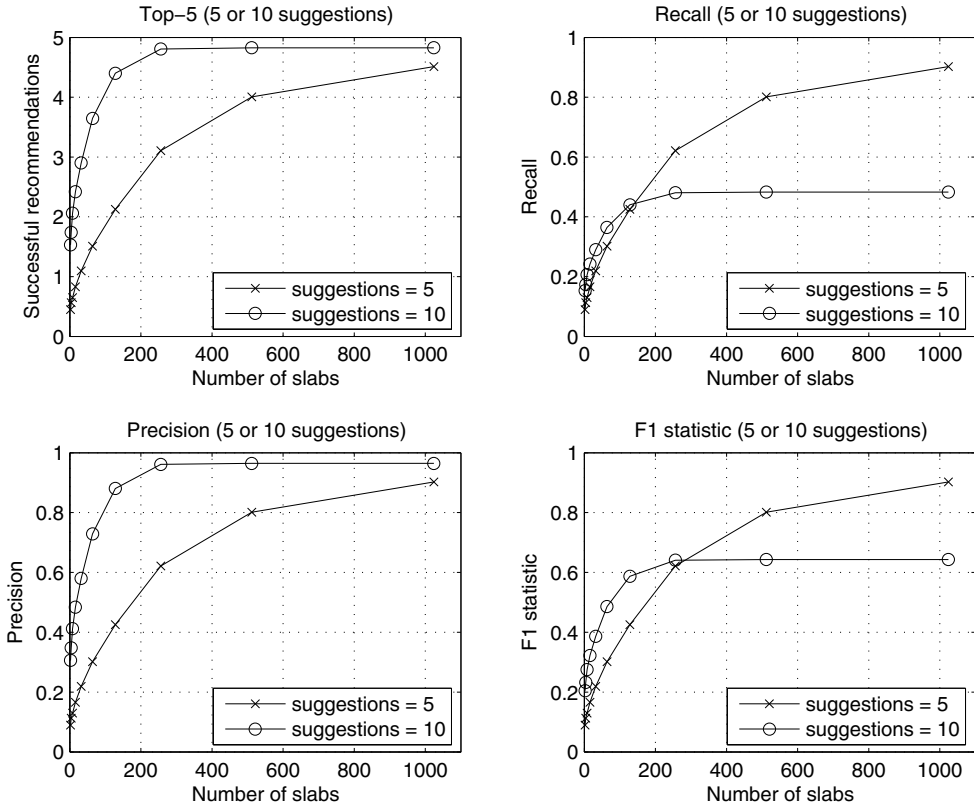 Top−5 (5 or 10 suggestions)
5
4
3
2
1
0
Successful recommendations
0 200 400 600 800 1000
Number of slabs
suggestions = 5
suggestions = 10
Recall (5 or 10 suggestions)
1
0.8
0.6
0.4
0.2
0
Recall
0 200 400 600 800 1000
Number of slabs
suggestions = 5
suggestions = 10
Precision (5 or 10 suggestions)
1
0.8
0.6
0.4
0.2
0
Precision
0 200 400 600 800 1000
Number of slabs
suggestions = 5
suggestions = 10
F1 statistic (5 or 10 suggestions)
1
0.8
0.6
0.4
0.2
0
F1 statistic
0 200 400 600 800 1000
Number of slabs
suggestions = 5
suggestions = 10